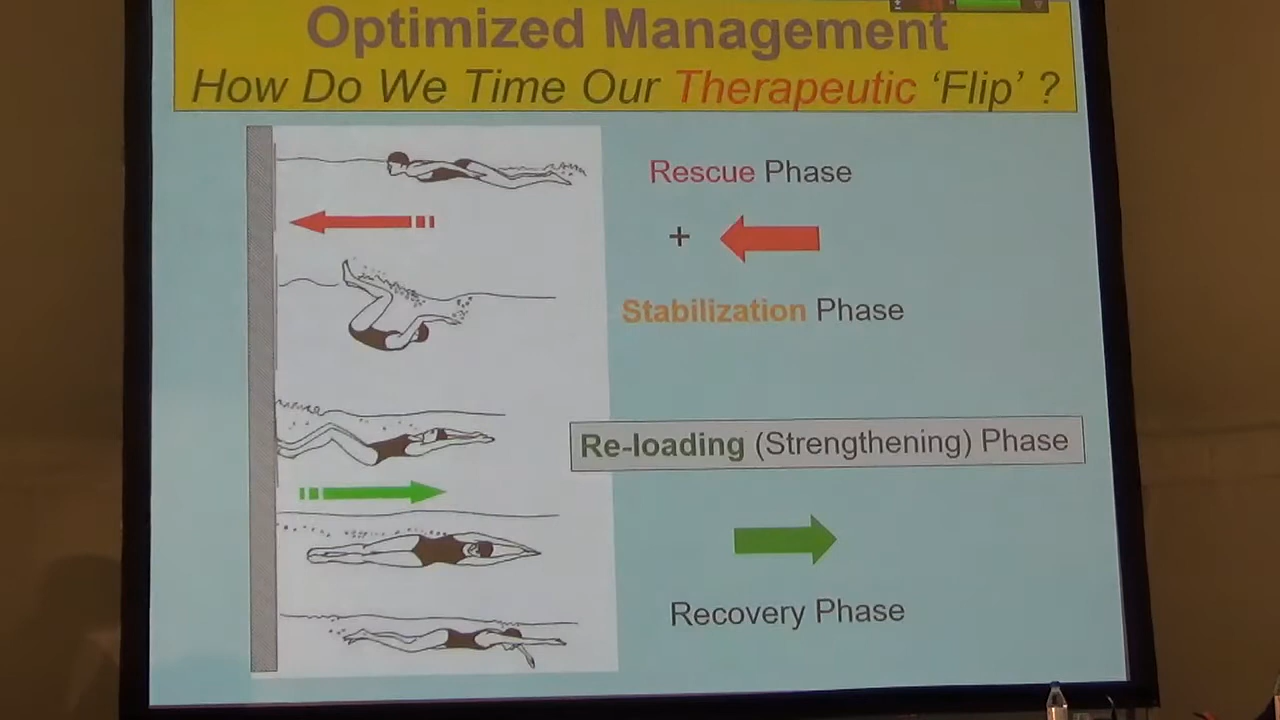 Optimized Management
How Do We Time Our Therapeutic ‘Flip’ ?
Rescue Phase
+
Stabilization Phase
Re-loading (Strengthening) Phase
Recovery Phase